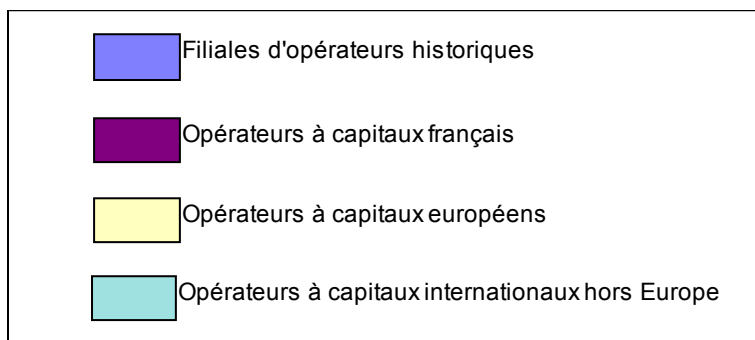 Filiales d'opérateurs historiques
Opérateurs à capitaux français
Opérateurs à capitaux européens
Opérateurs à capitaux internationaux hors Europe